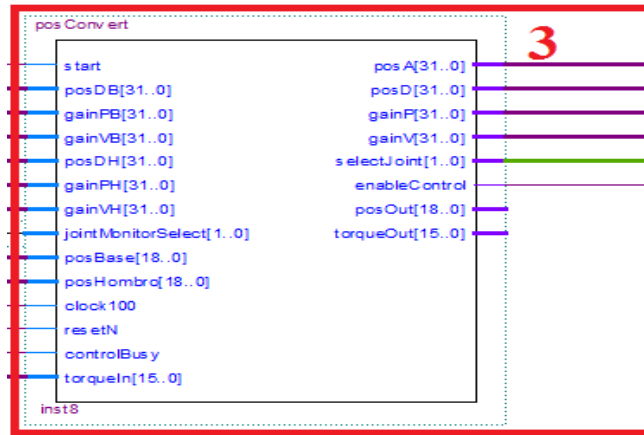 posConvert
3
start posA[31..0]
posDB[31..0] posD[31..0]
gainPB[31..0] gainP[31..0]
gainVB[31..0] gainV[31..0]
posDH[31..0] selectJoint[1..0]
gainPH[31..0] enableControl
gainVH[31..0] posOut[18..0]
jointMonitorSelect[1..0] torqueOut[15..0]
posBase[18..0]
posHombro[18..0]
clock100
resetN
controlBusy
torqueIn[15..0]
inst8